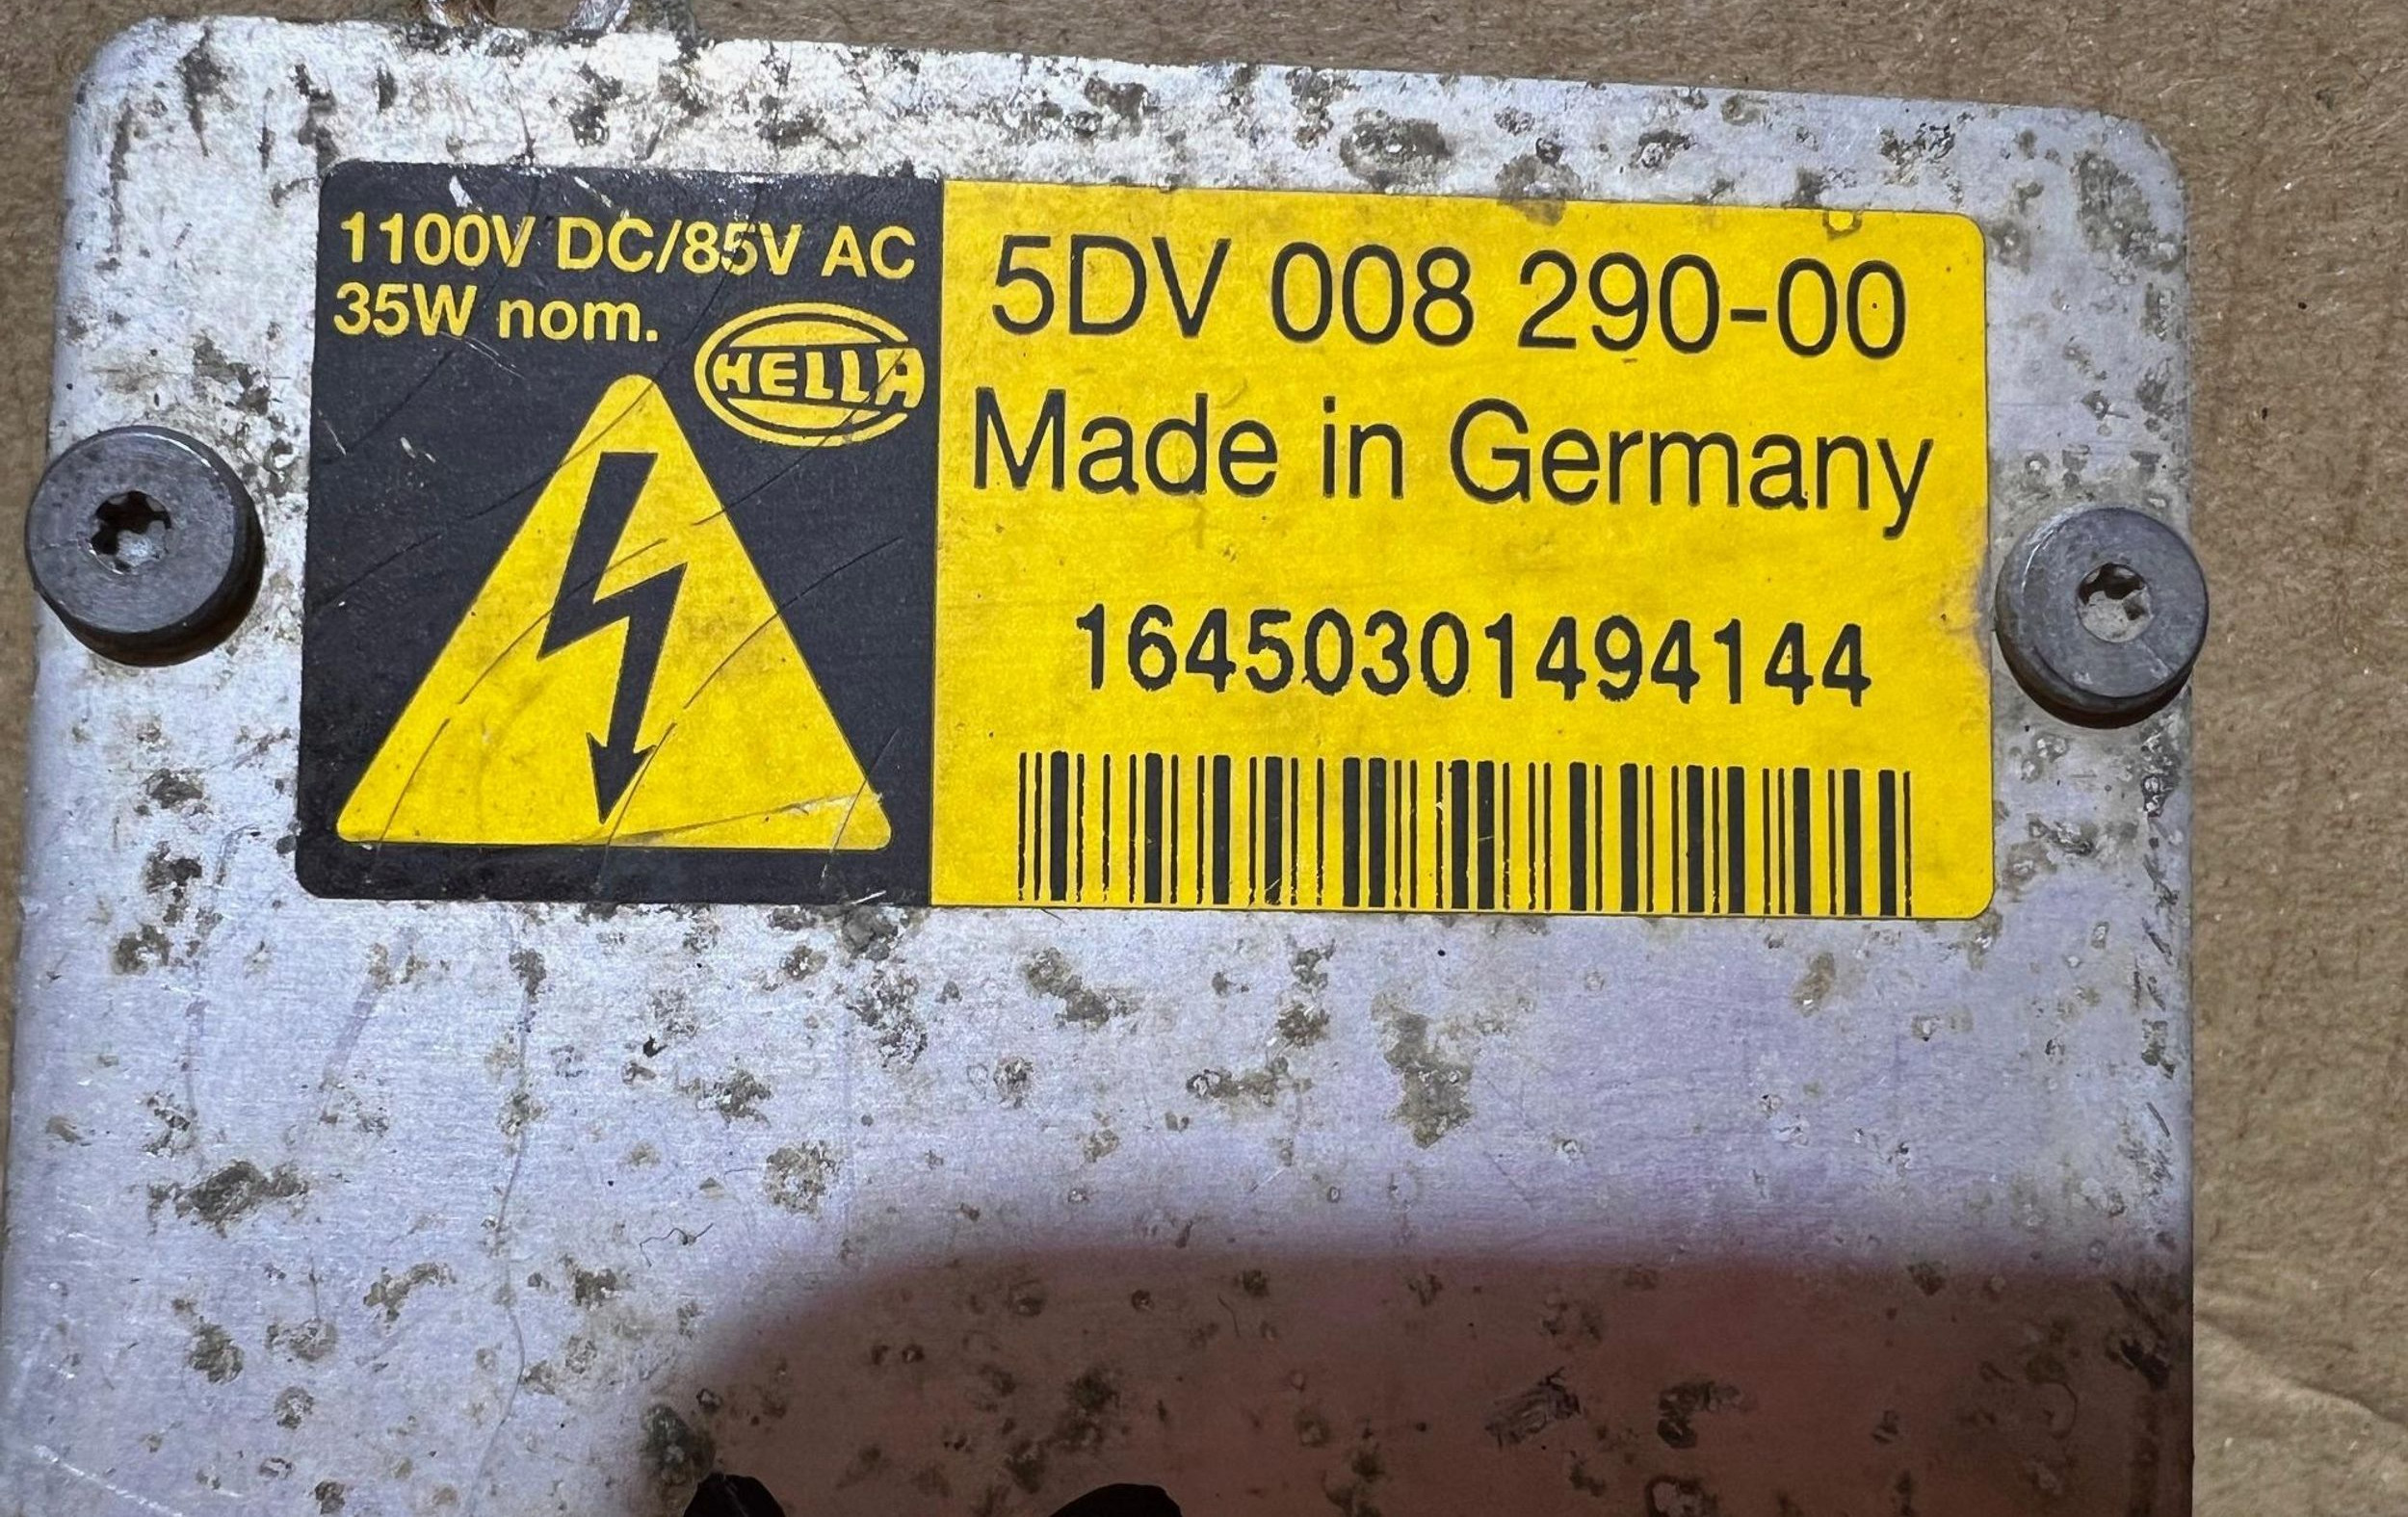 1100V DC/85V AC
35W nom.
HELLA
5DV 008 290-00
Made in Germany
16450301494144